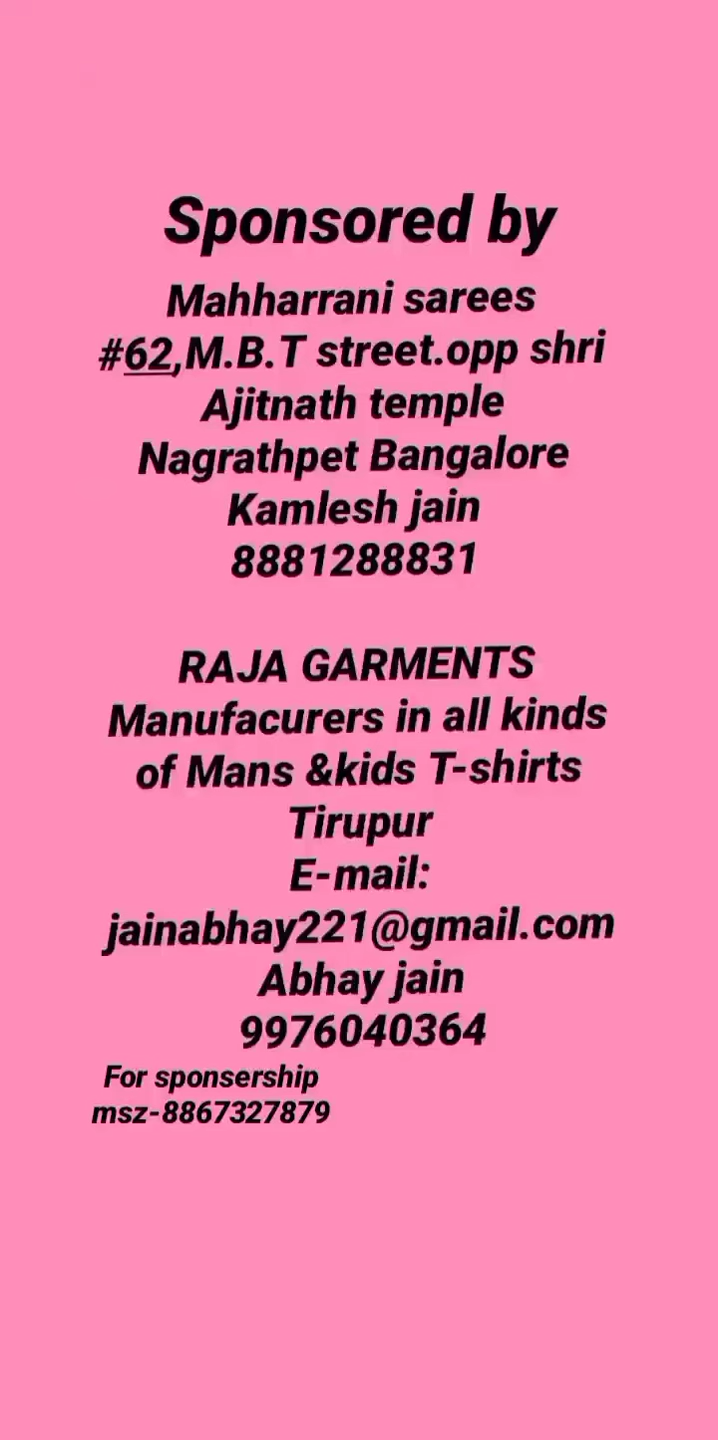 Sponsored by
Mahharrani sarees
#62,M.B.T street.opp shri
Ajitnath temple
Nagrathpet Bangalore
Kamlesh jain
8881288831
RAJA GARMENTS
Manufacurers in all kinds
of Mans &kids T-shirts
Tirupur
E-mail:
jainabhay221@gmail.com
Abhay jain
9976040364
For sponsership
msz-8867327879